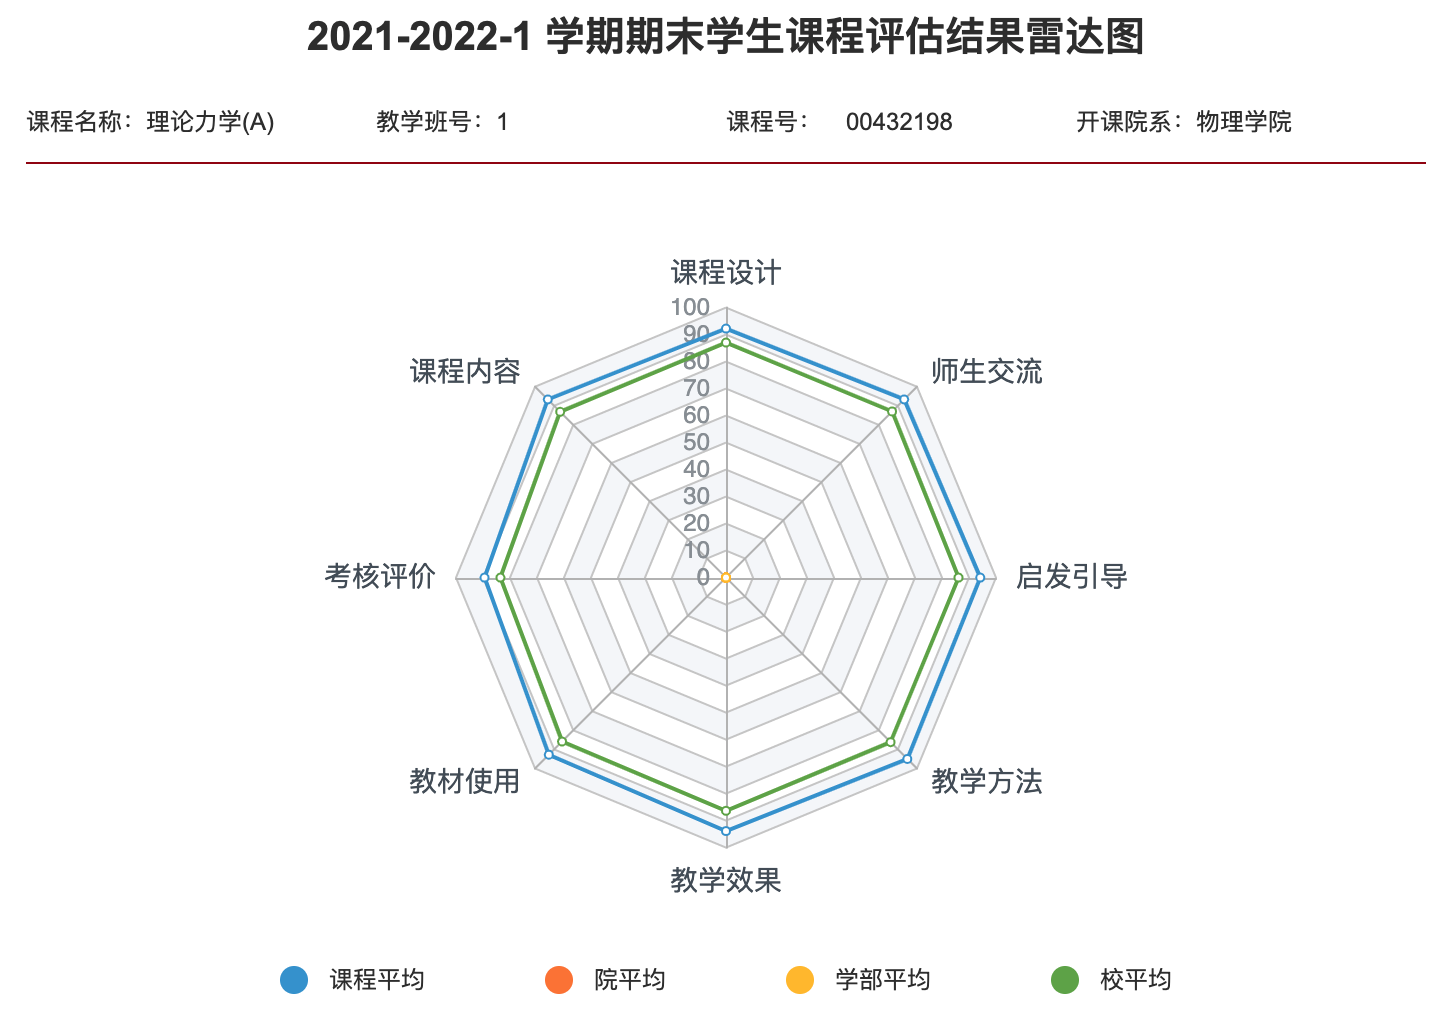 2021-2022-1 学期期末学生课程评估结果雷达图
课程名称：理论力学(A) 教学班号：1 课程号： 00432198 开课院系：物理学院
课程设计
100
90
80
70
60
50
40
30
20
10
0
师生交流
课程内容
考核评价
启发引导
教材使用
教学方法
教学效果
课程平均 院平均 学部平均 校平均